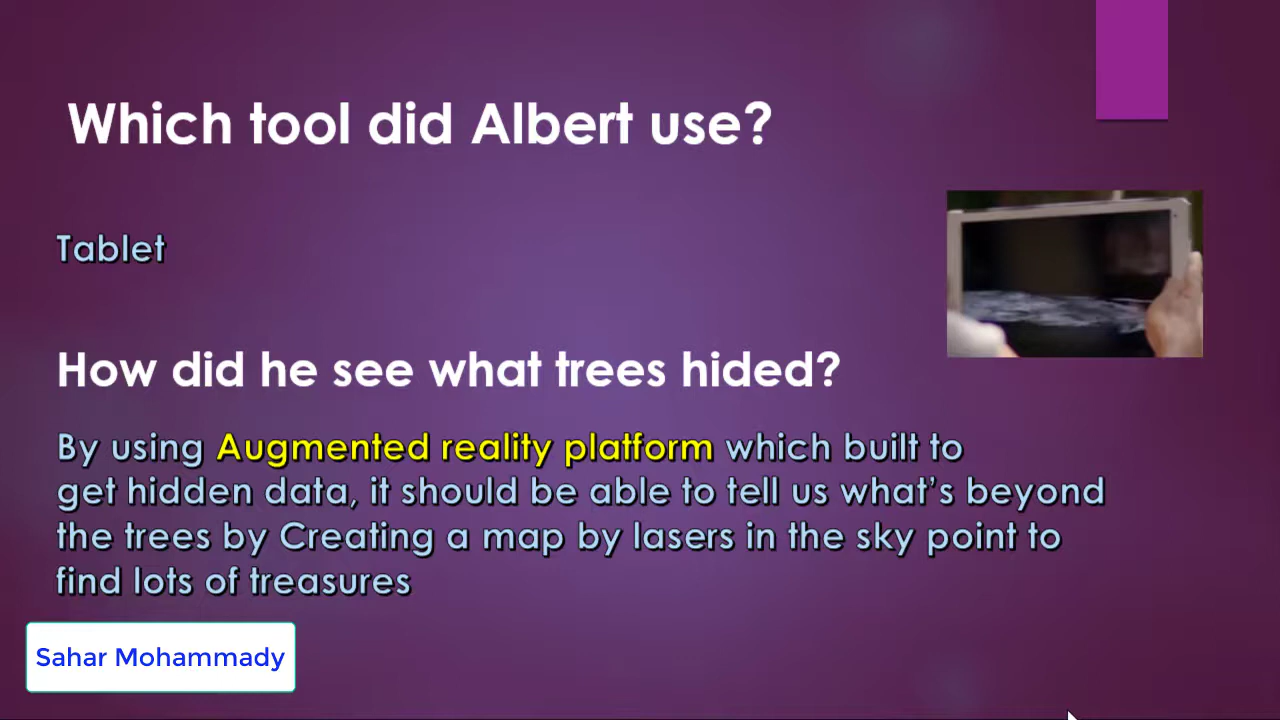 Which tool did Albert use?
Tablet
How did he see what trees hided?
By using Augmented reality platform which built to
get hidden data, it should be able to tell us what's beyond
the trees by Creating a map by lasers in the sky point to
find lots of treasures
Sahar Mohammady